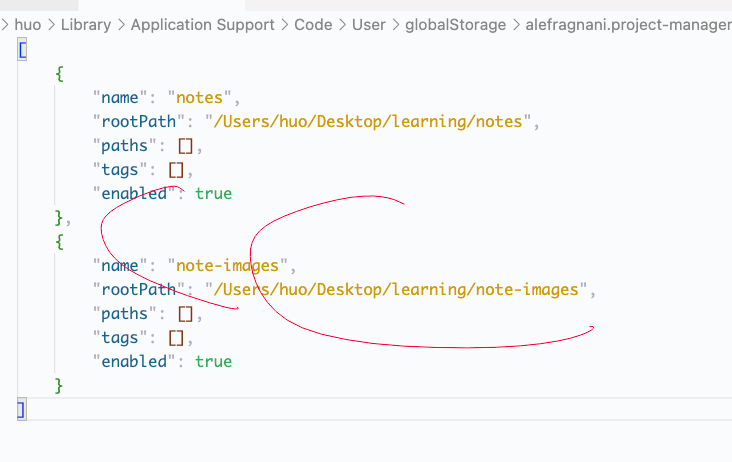 huo > Library > Application Support > Code > User > globalStorage > alefragnani.project-manager
[
    {
        "name": "notes",
        "rootPath": "/Users/huo/Desktop/learning/notes",
        "paths": [],
        "tags": [],
        "enabled": true
    },
    {
        "name": "note-images",
        "rootPath": "/Users/huo/Desktop/learning/note-images",
        "paths": [],
        "tags": [],
        "enabled": true
    }
]